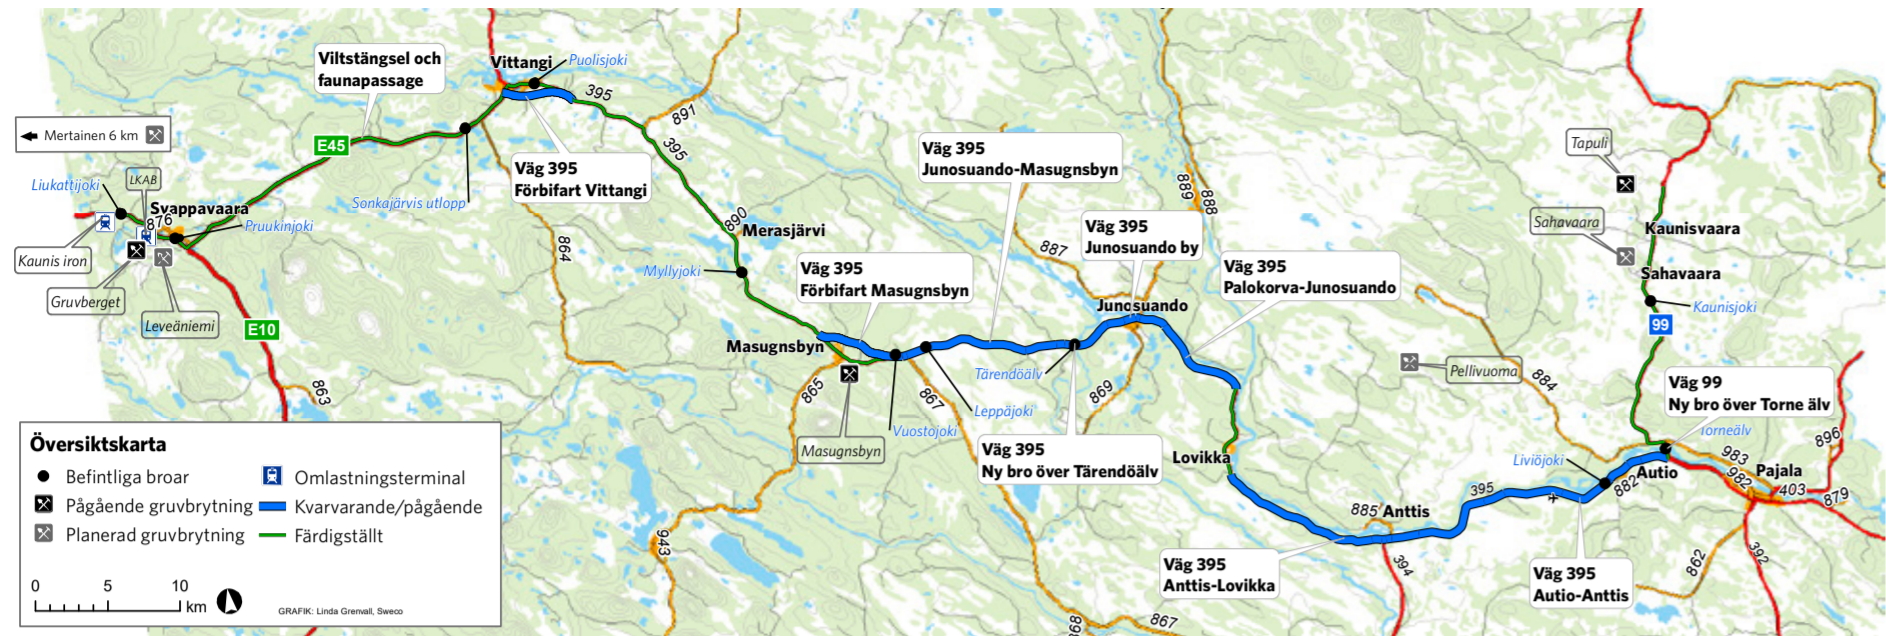 Viltstängsel och
faunapassage
Vittangi
Puolisjoki
395
891
395
Mertainen 6 km
E45
LKAB
Liukattijoki
Svappavaara
876
Pruukinjoki
Kaunis iron
Gruvberget
Leveäniemi
E10
863
Sonkajärvis utlopp
864
Väg 395
Förbifart Vittangi
890
Merasjärvi
Myllyjoki
Väg 395
Förbifart Masugnsbyn
Masugnsbyn
865
Masugnsbyn
867
Vuostojoki
Leppäjoki
Väg 395
Junosuando-Masugnsbyn
887
889
888
Väg 395
Junosuando by
Junosuando
Tärendöälv
869
Väg 395
Ny bro över Tärendöälv
Väg 395
Palokorva-Junosuando
Lovikka
Tapuli
Sahavaara
Kaunisvaara
Sahavaara
Kaunisjoki
99
Pellivuoma
884
Väg 99
Ny bro över Torne älv
Torneälv
896
983
Liviöjoki
Autio
882
982
Pajala
403
879
395
885
Anttis
394
Väg 395
Anttis-Lovikka
Väg 395
Autio-Anttis
862
392
943
868
867
Översiktskarta
Befintliga broar
Omlastningsterminal
Pågående gruvbrytning
Kvarvarande/pågående
Planerad gruvbrytning
Färdigställt
0 5 10
km
GRAFIK: Linda Grenvall, Sweco